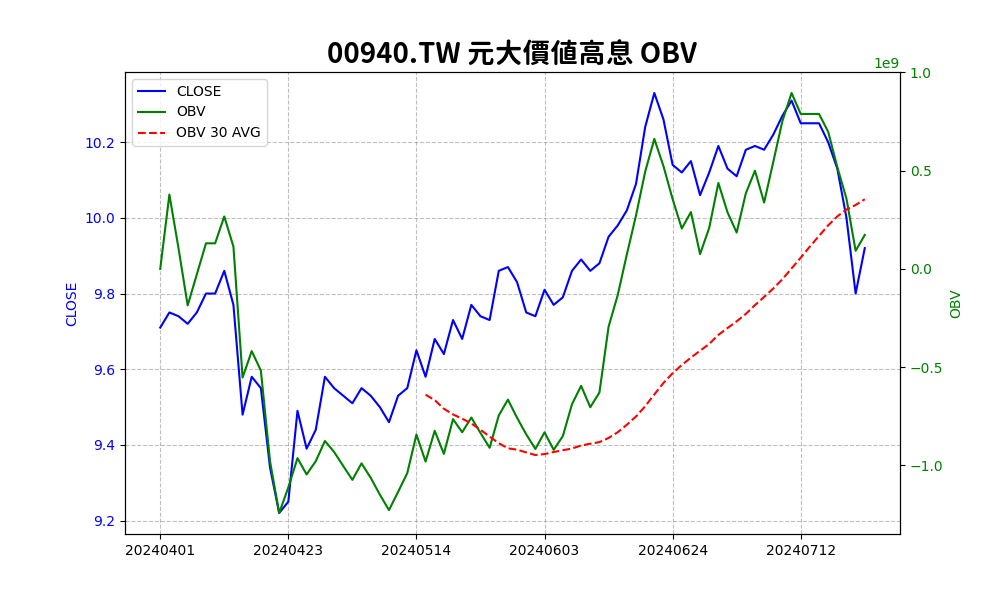 00940.TW 元大價値高息 OBV
1e9
CLOSE
OBV
OBV 30 AVG
10.2
10.0
9.8
9.6
9.4
9.2
CLOSE
1.0
0.5
0.0
−0.5
−1.0
OBV
20240401 20240423 20240514 20240603 20240624 20240712